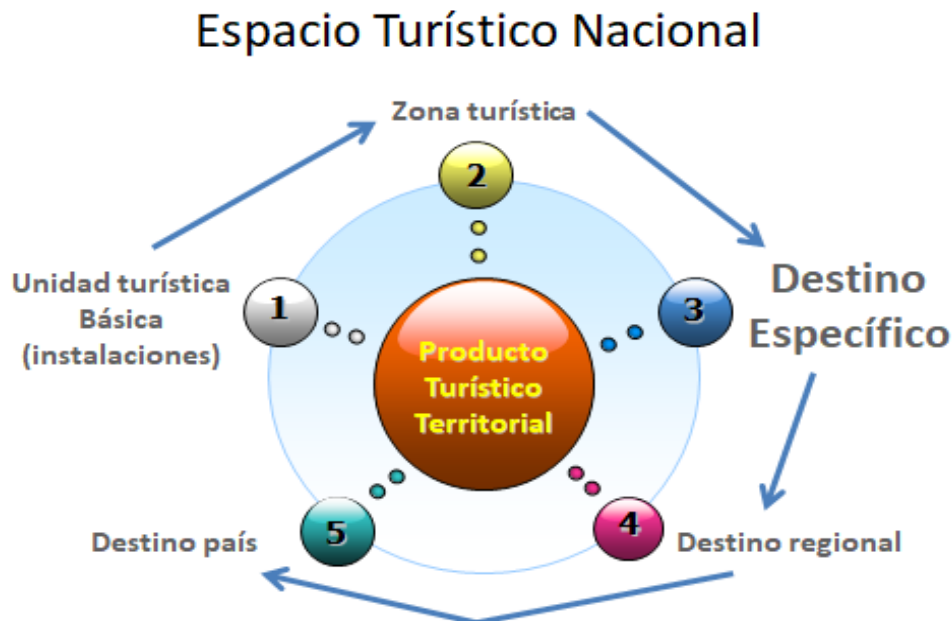 Espacio Turístico Nacional
Zona turística
2
Unidad turística
Básica
(instalaciones)
1
3
Destino
Específico
Producto
Turístico
Territorial
Destino país
5
4
Destino regional